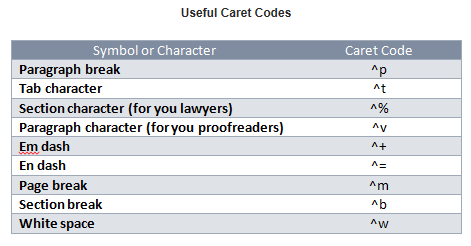 Useful Caret Codes
Symbol or Character Caret Code
Paragraph break ^p
Tab character ^t
Section character (for you lawyers) ^%
Paragraph character (for you proofreaders) ^v
Em dash ^+
En dash ^=
Page break ^m
Section break ^b
White space ^w